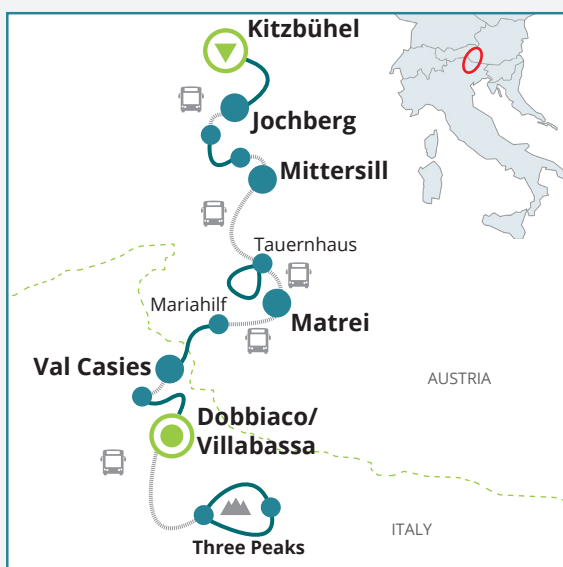 Kitzbühel
Jochberg
Mittersill
Tauernhaus
Mariahilf
Matrei
Val Casies
AUSTRIA
Dobbiaco/
Villabassa
ITALY
Three Peaks